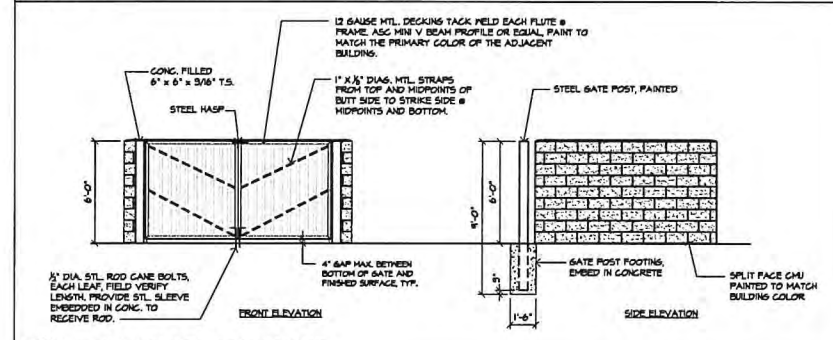 12 GAUGE MTL. DECKING TACK WELD EACH FLUTE @
FRAME. ASC MINI V BEAM PROFILE OR EQUAL, PAINT TO
MATCH THE PRIMARY COLOR OF THE ADJACENT
BUILDING.
CONC. FILLED
6" x 6" x 3/16" T.S.
1" X 1/8" DIAG. MTL. STRAPS
FROM TOP AND MIDPOINTS OF
BUTT SIDE TO STRIKE SIDE @
MIDPOINTS AND BOTTOM.
STEEL HASP
STEEL GATE POST, PAINTED
6'-0"
9'-0"
6'-0"
3"
1'-6"
4" GAP MAX. BETWEEN
BOTTOM OF GATE AND
FINISHED SURFACE, TYP.
GATE POST FOOTING,
EMBED IN CONCRETE
DIA. STL. ROD CANE BOLTS,
EACH LEAF, FIELD VERIFY
LENGTH. PROVIDE STL. SLEEVE
EMBEDDED IN CONC. TO
RECEIVE ROD.
SPLIT FACE CMU
PAINTED TO MATCH
BUILDING COLOR
FRONT ELEVATION
SIDE ELEVATION